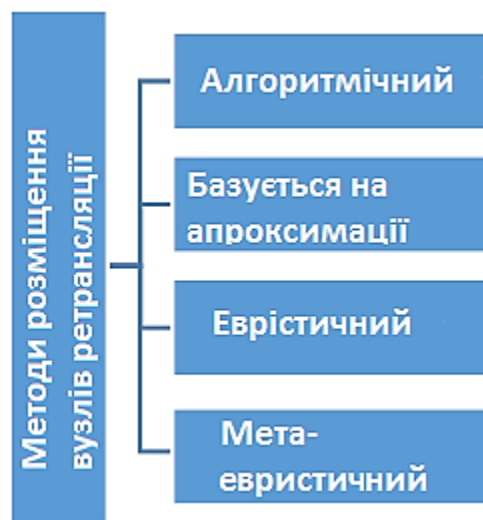 Методи розміщення
вузлів ретрансляції
Алгоритмічний
Базується на
апроксимації
Еврістичний
Мета-
евристичний